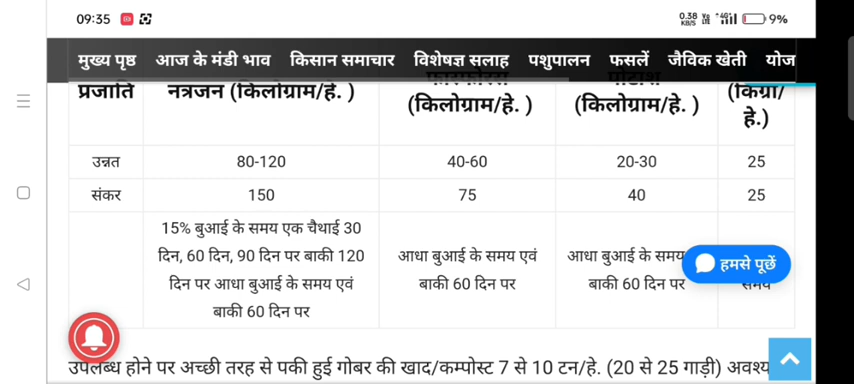 09:35
0.38 KB/S
4G+
9%
मुख्य पृष्ठ आज के मंडी भाव किसान समाचार विशेषज्ञ सलाह पशुपालन फसलें जैविक खेती योज
प्रजाति नत्रजन (किलोग्राम/हे. ) (किलोग्राम/हे. ) (किलोग्राम/हे. ) (किग्रा/
हे.)
उन्नत 80-120 40-60 20-30 25
संकर 150 75 40 25
15% बुआई के समय एक चैथाई 30
दिन, 60 दिन, 90 दिन पर बाकी 120
दिन पर आधा बुआई के समय एवं
बाकी 60 दिन पर
आधा बुआई के समय एवं
बाकी 60 दिन पर
आधा बुआई के समय
बाकी 60 दिन पर
समय
हमसे पूछें
उपलब्ध होने पर अच्छी तरह से पकी हुई गोबर की खाद/कम्पोस्ट 7 से 10 टन/हे. (20 से 25 गाड़ी) अवश्य